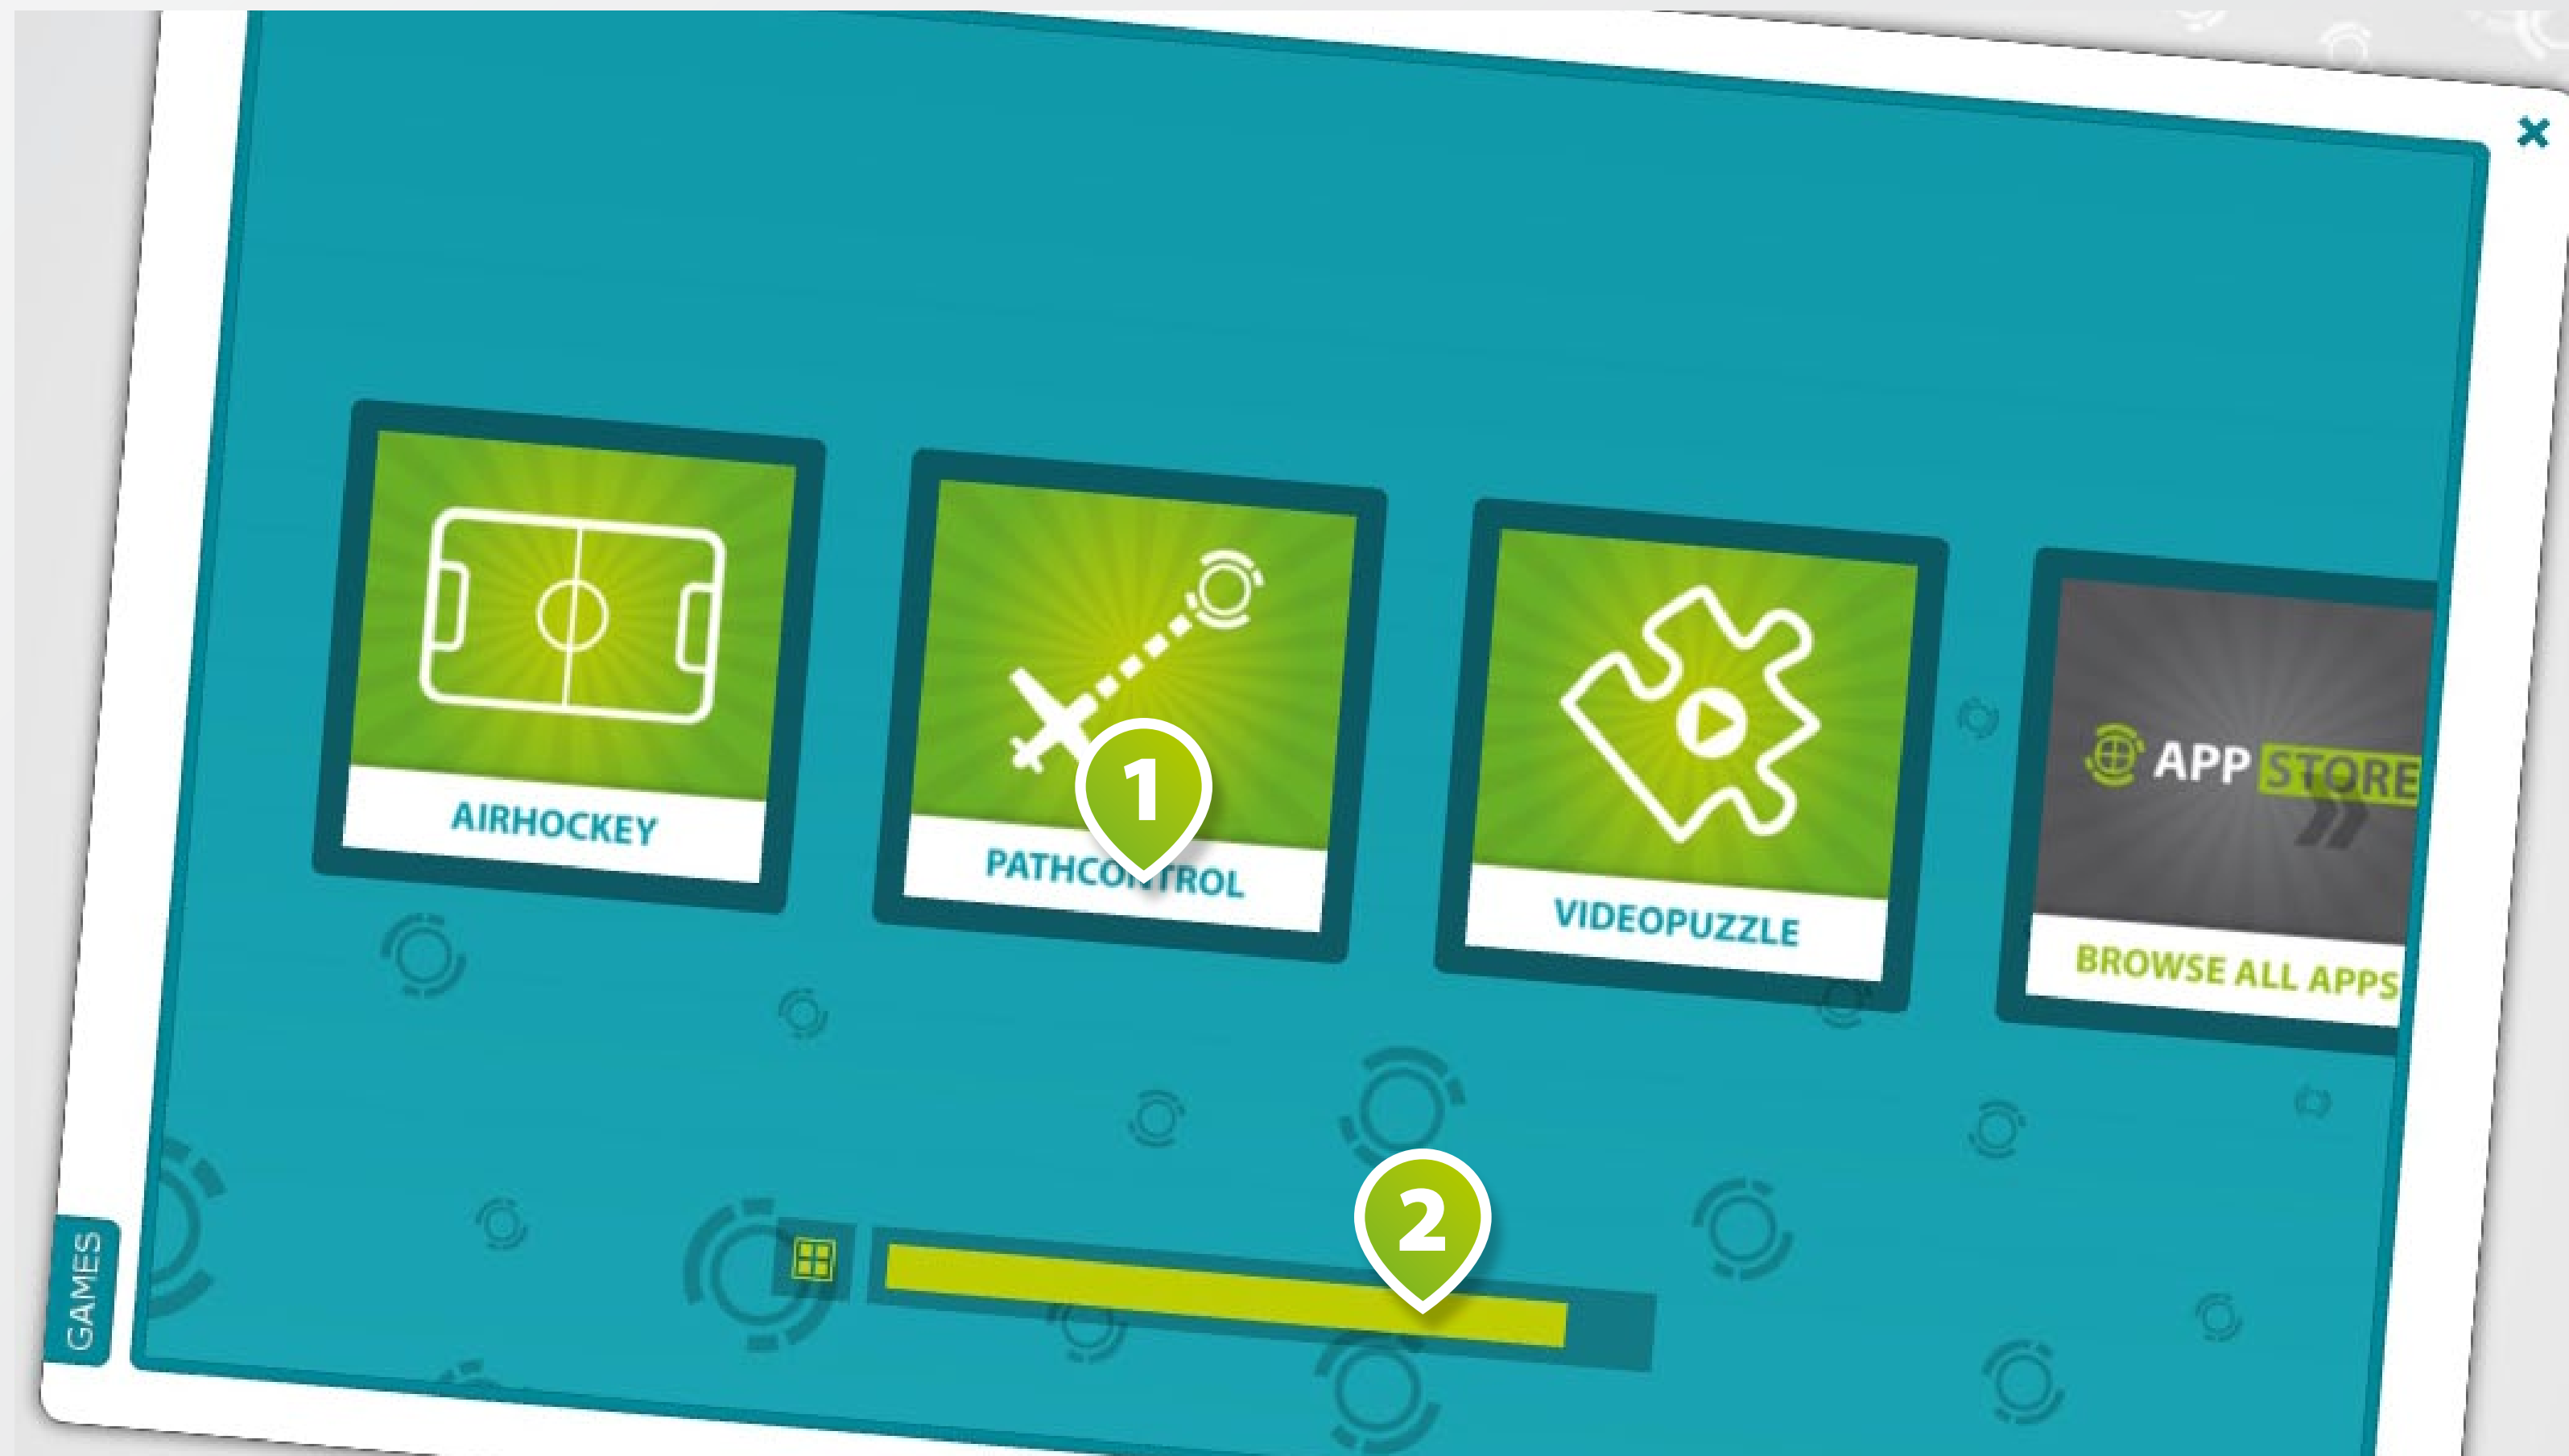 AIRHOCKEY
1
PATHCONTROL
VIDEOPUZZLE
APP STORE
BROWSE ALL APPS
2
GAMES